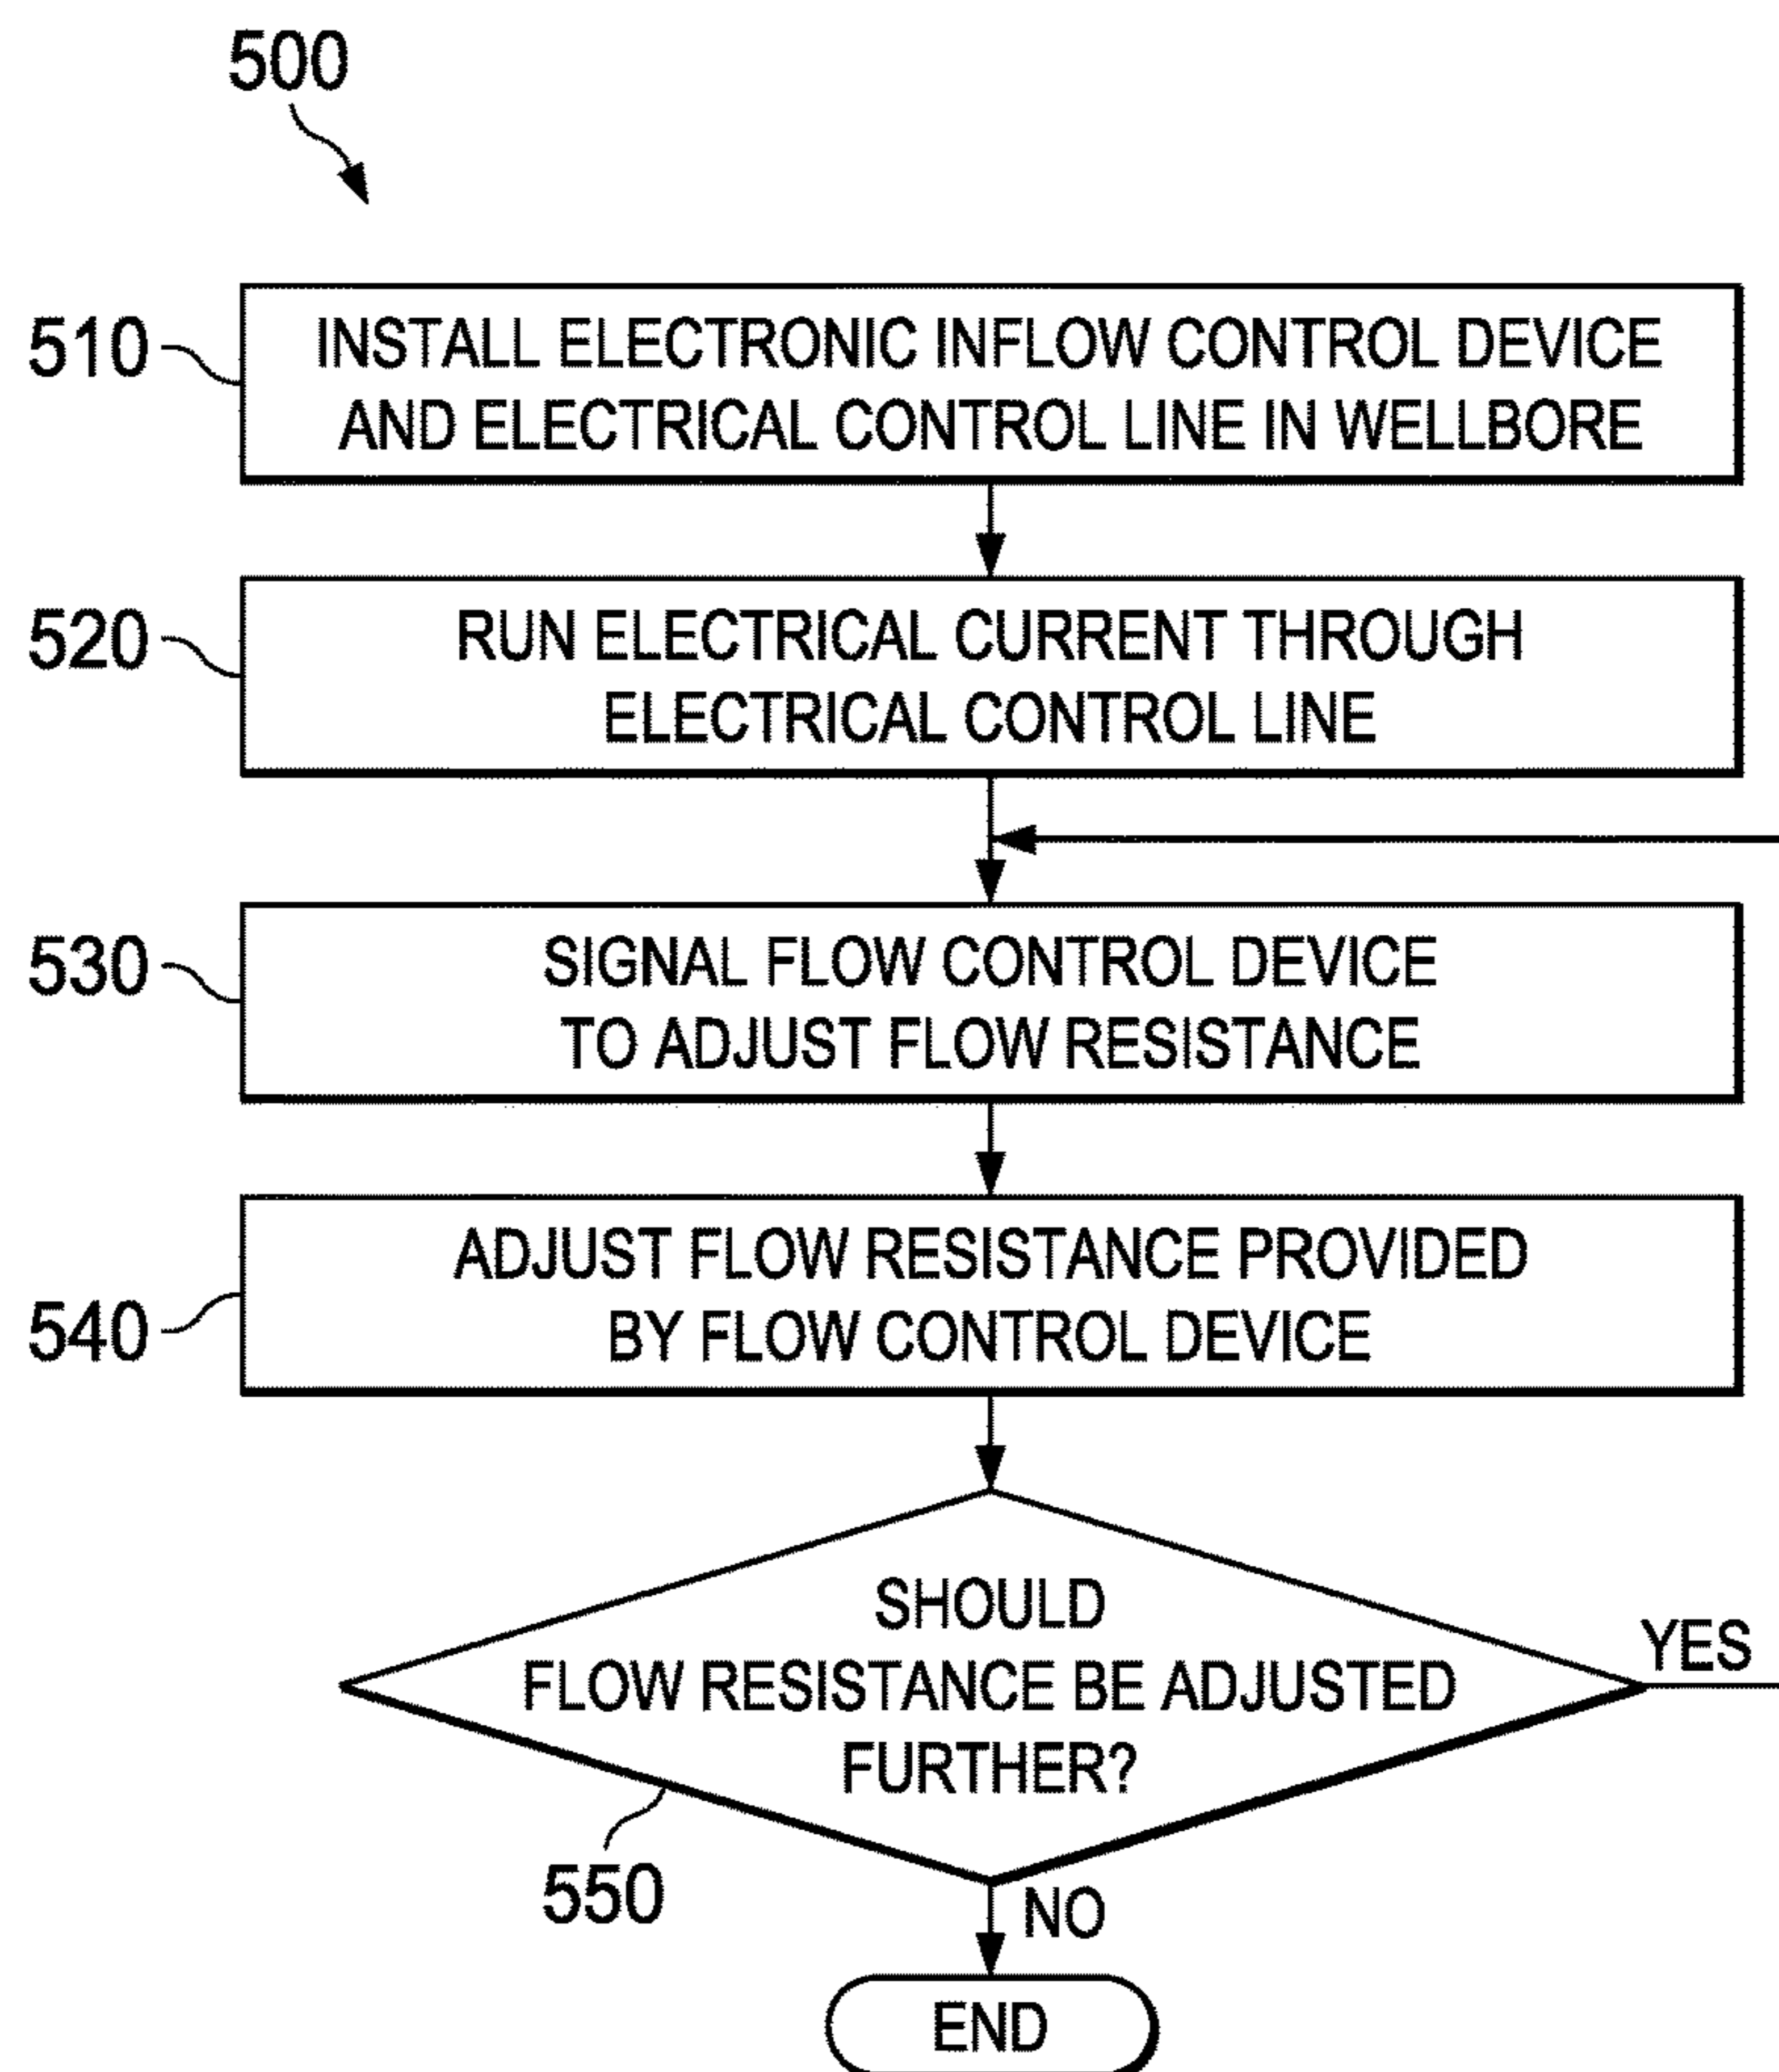 500
510
INSTALL ELECTRONIC INFLOW CONTROL DEVICE
AND ELECTRICAL CONTROL LINE IN WELLBORE
520
RUN ELECTRICAL CURRENT THROUGH
ELECTRICAL CONTROL LINE
530
SIGNAL FLOW CONTROL DEVICE
TO ADJUST FLOW RESISTANCE
540
ADJUST FLOW RESISTANCE PROVIDED
BY FLOW CONTROL DEVICE
SHOULD
FLOW RESISTANCE BE ADJUSTED
FURTHER?
YES
550
NO
END